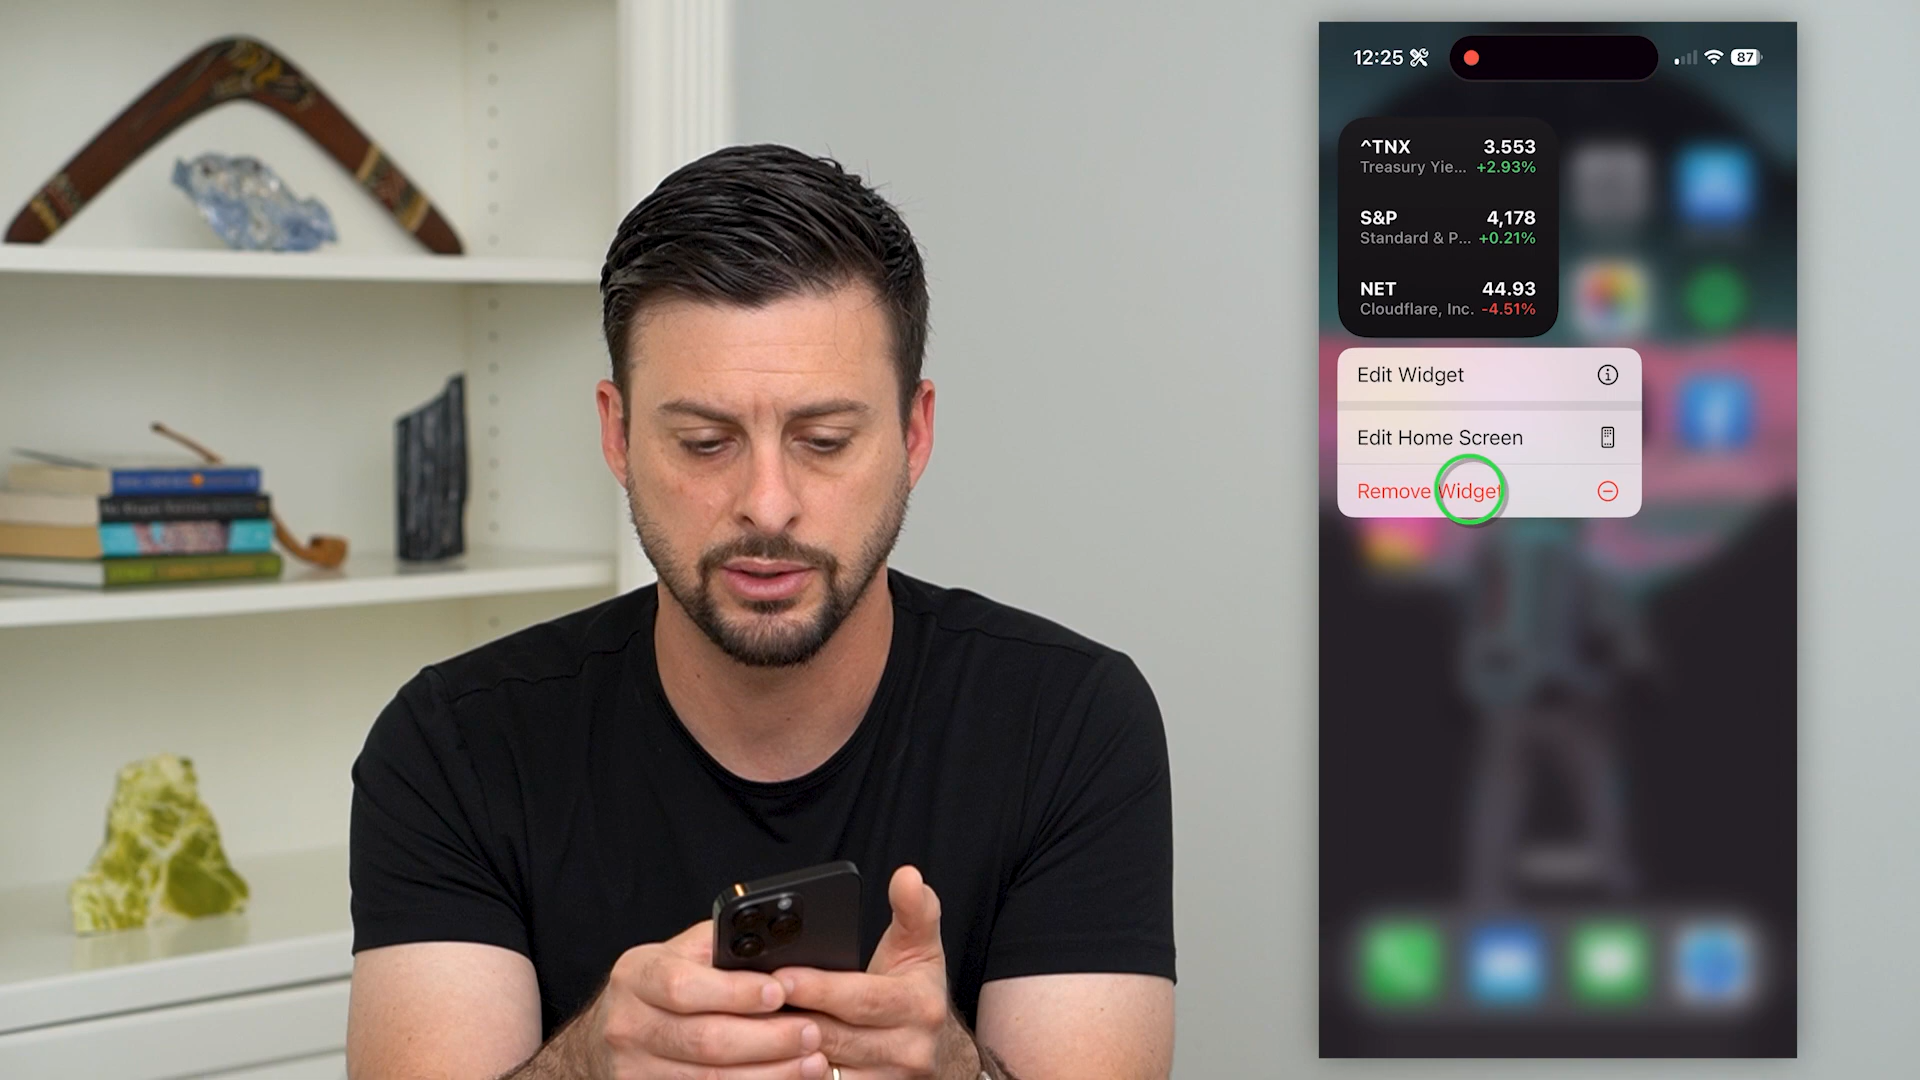 12:25
87
^TNX 3.553
Treasury Yie... +2.93%
S&P 4,178
Standard & P... +0.21%
NET 44.93
Cloudflare, Inc. -4.51%
Edit Widget
Edit Home Screen
Remove Widget